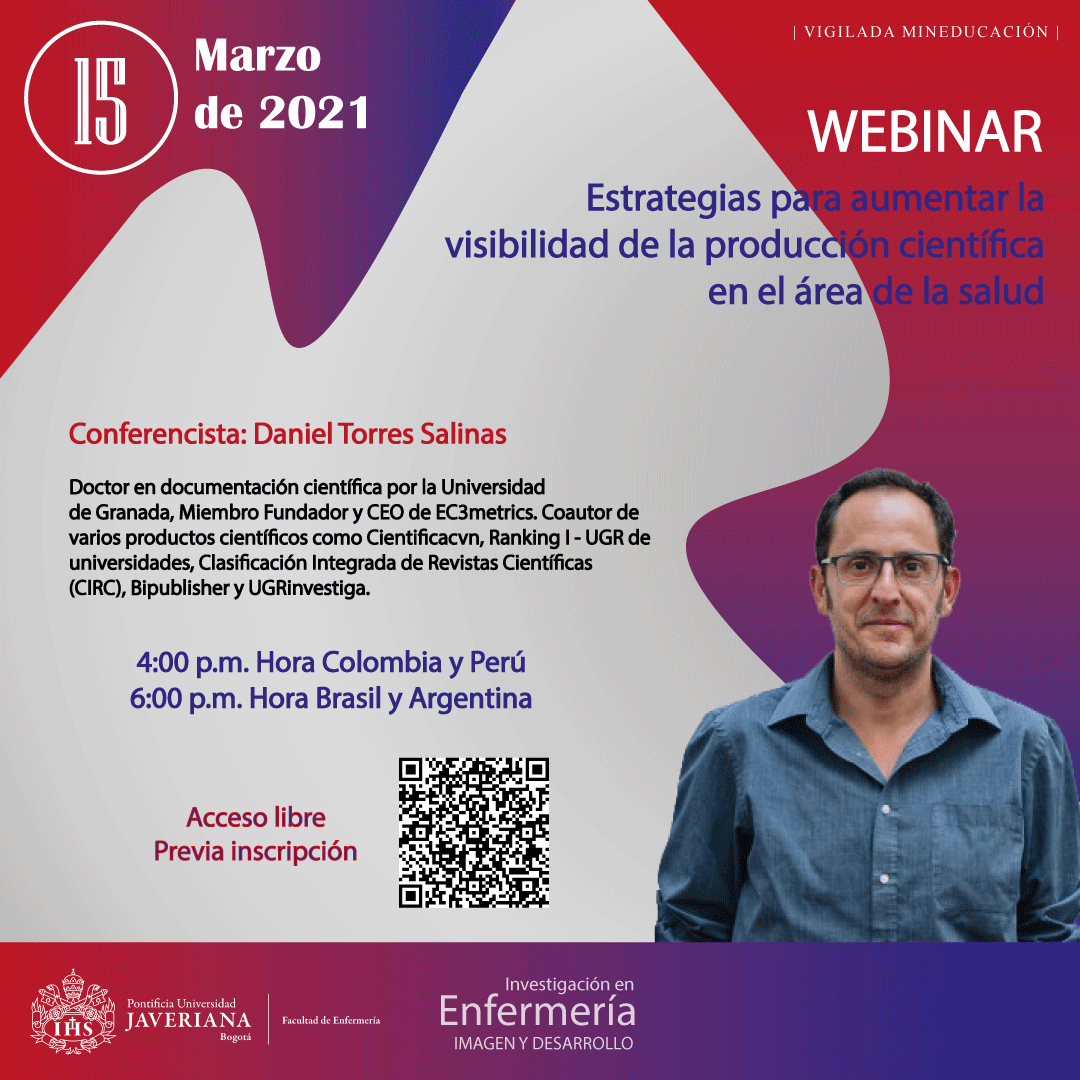 15
Marzo
de 2021
| VIGILADA MINEDUCACIÓN |
WEBINAR
Estrategias para aumentar la
visibilidad de la producción científica
en el área de la salud
Conferencista: Daniel Torres Salinas
Doctor en documentación científica por la Universidad
de Granada, Miembro Fundador y CEO de EC3metrics. Coautor de
varios productos científicos como Cientificacvn, Ranking I - UGR de
universidades, Clasificación Integrada de Revistas Científicas
(CIRC), Bipublisher y UGRinvestiga.
4:00 p.m. Hora Colombia y Perú
6:00 p.m. Hora Brasil y Argentina
Acceso libre
Previa inscripción
IHS
Pontificia Universidad
JAVERIANA
Bogotá
Facultad de Enfermería
Investigación en
Enfermería
IMAGEN Y DESARROLLO